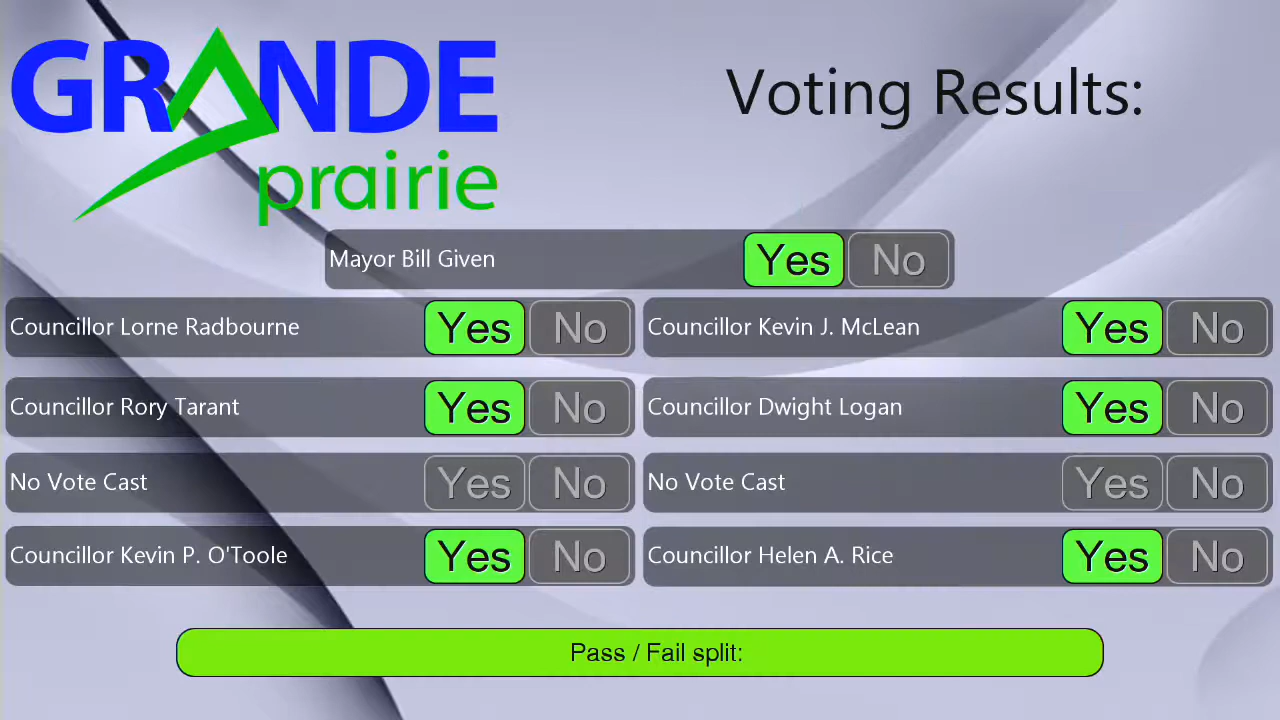 GRANDE
prairie
Voting Results:
Mayor Bill Given Yes No
Councillor Lorne Radbourne Yes No
Councillor Kevin J. McLean Yes No
Councillor Rory Tarant Yes No
Councillor Dwight Logan Yes No
No Vote Cast Yes No
No Vote Cast Yes No
Councillor Kevin P. O'Toole Yes No
Councillor Helen A. Rice Yes No
Pass / Fail split: